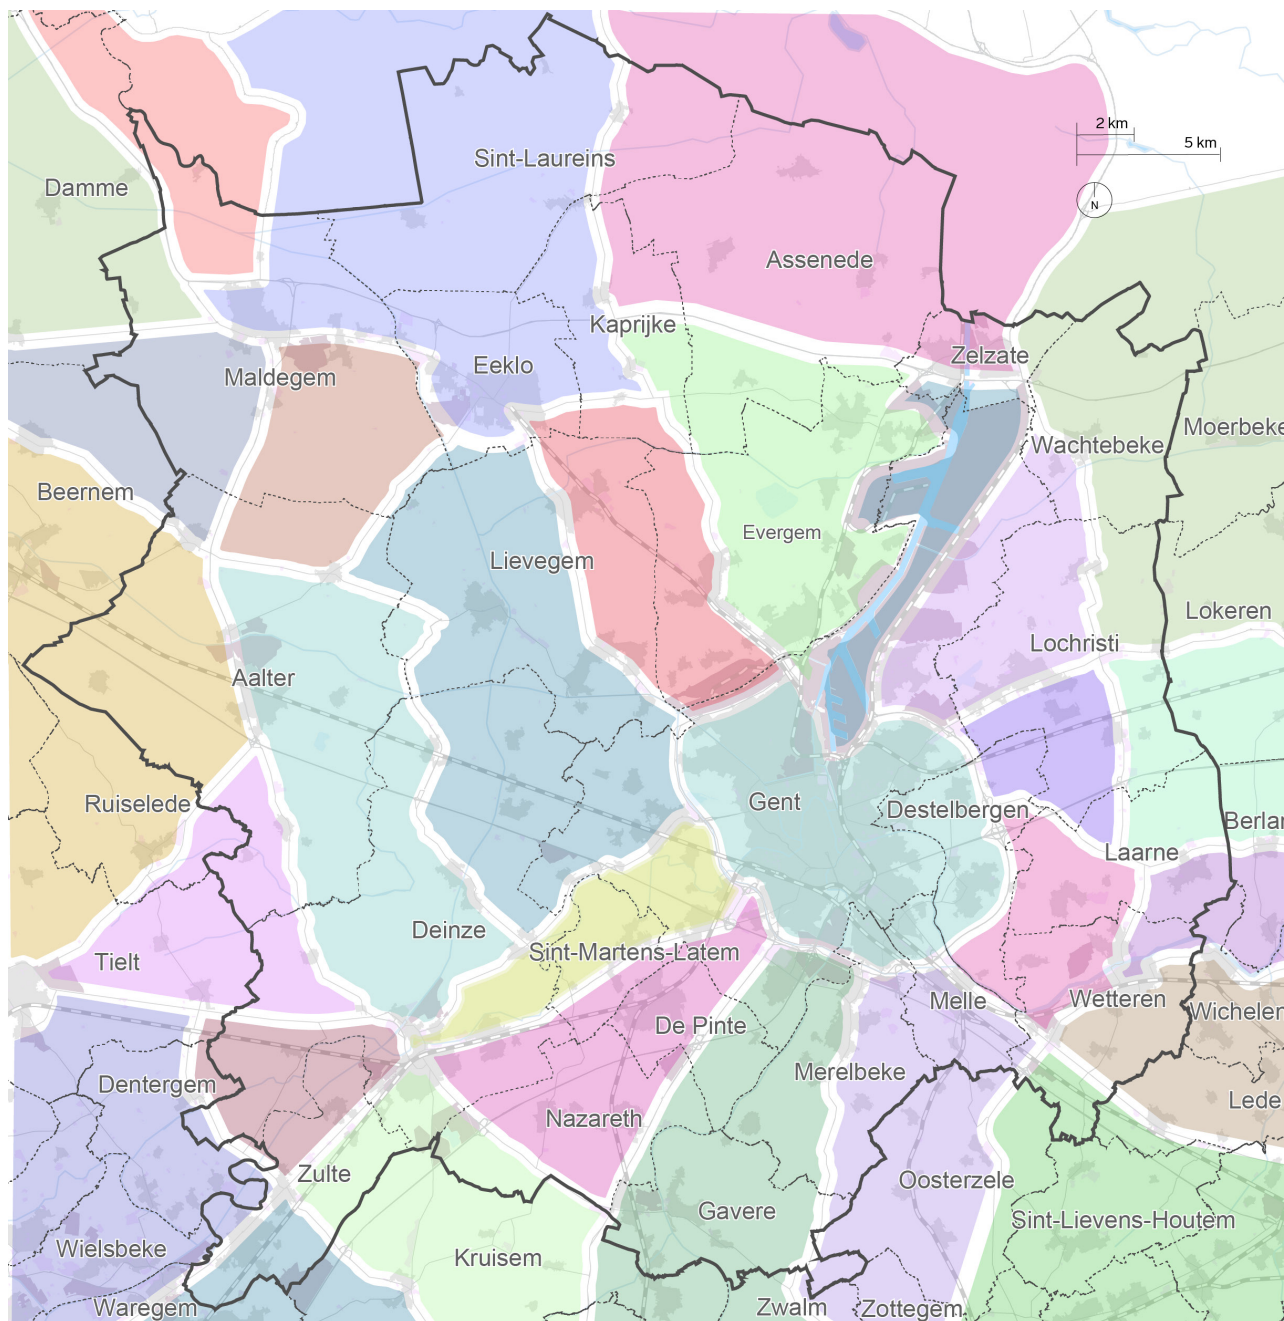 2 km
5 km
Sint-Laureins
Damme
N
Assenede
Kaprijke
Zelzate
Eeklo
Maldegem
Moerbeke
Wachtebeke
Beernem
Evergem
Lievegem
Lokeren
Lochristi
Aalter
Ruiselede
Gent
Destelbergen
Berlar
Laarne
Deinze
Sint-Martens-Latem
Tielt
Melle
Wetteren
Wichelen
De Pinte
Merelbeke
Dentergem
Lede
Nazareth
Zulte
Oosterzele
Gavere
Sint-Lievens-Houtem
Wielsbeke
Kruisem
Waregem
Zwalm
Zottegem